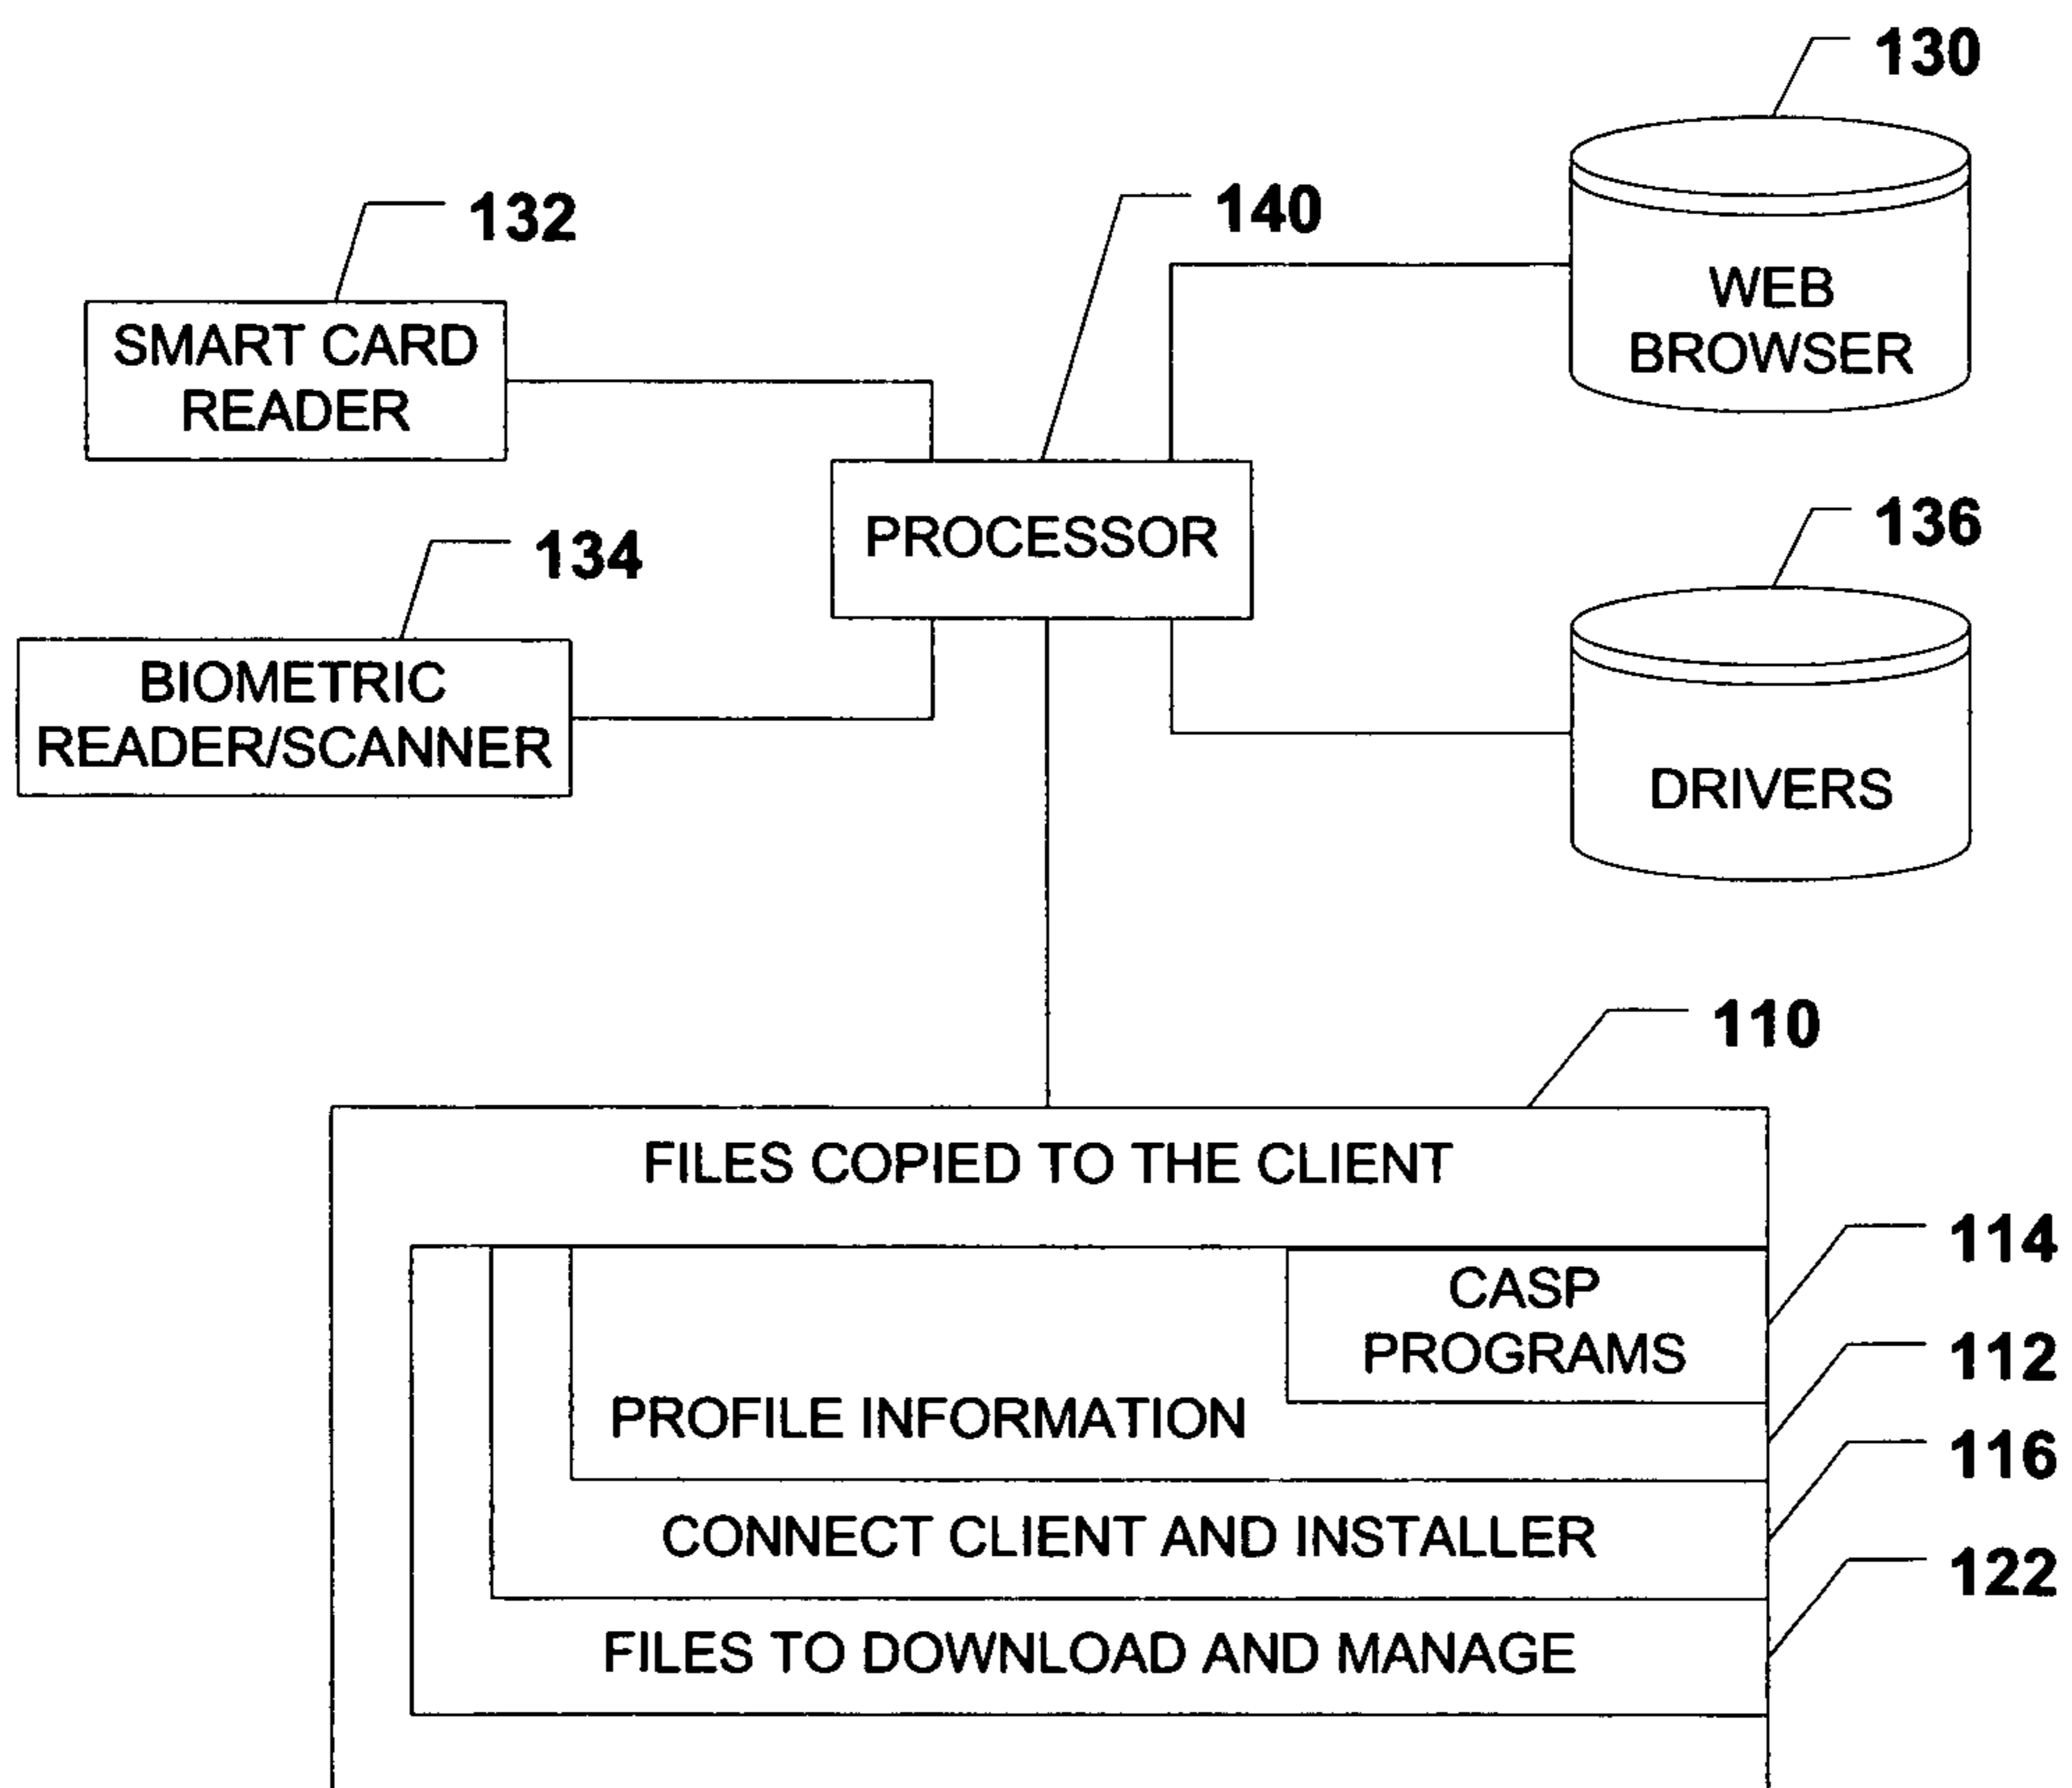 130
132
140
SMART CARD
READER
WEB
BROWSER
PROCESSOR
136
134
BIOMETRIC
READER/SCANNER
DRIVERS
110
FILES COPIED TO THE CLIENT
114
CASP
PROGRAMS
112
PROFILE INFORMATION
116
CONNECT CLIENT AND INSTALLER
122
FILES TO DOWNLOAD AND MANAGE